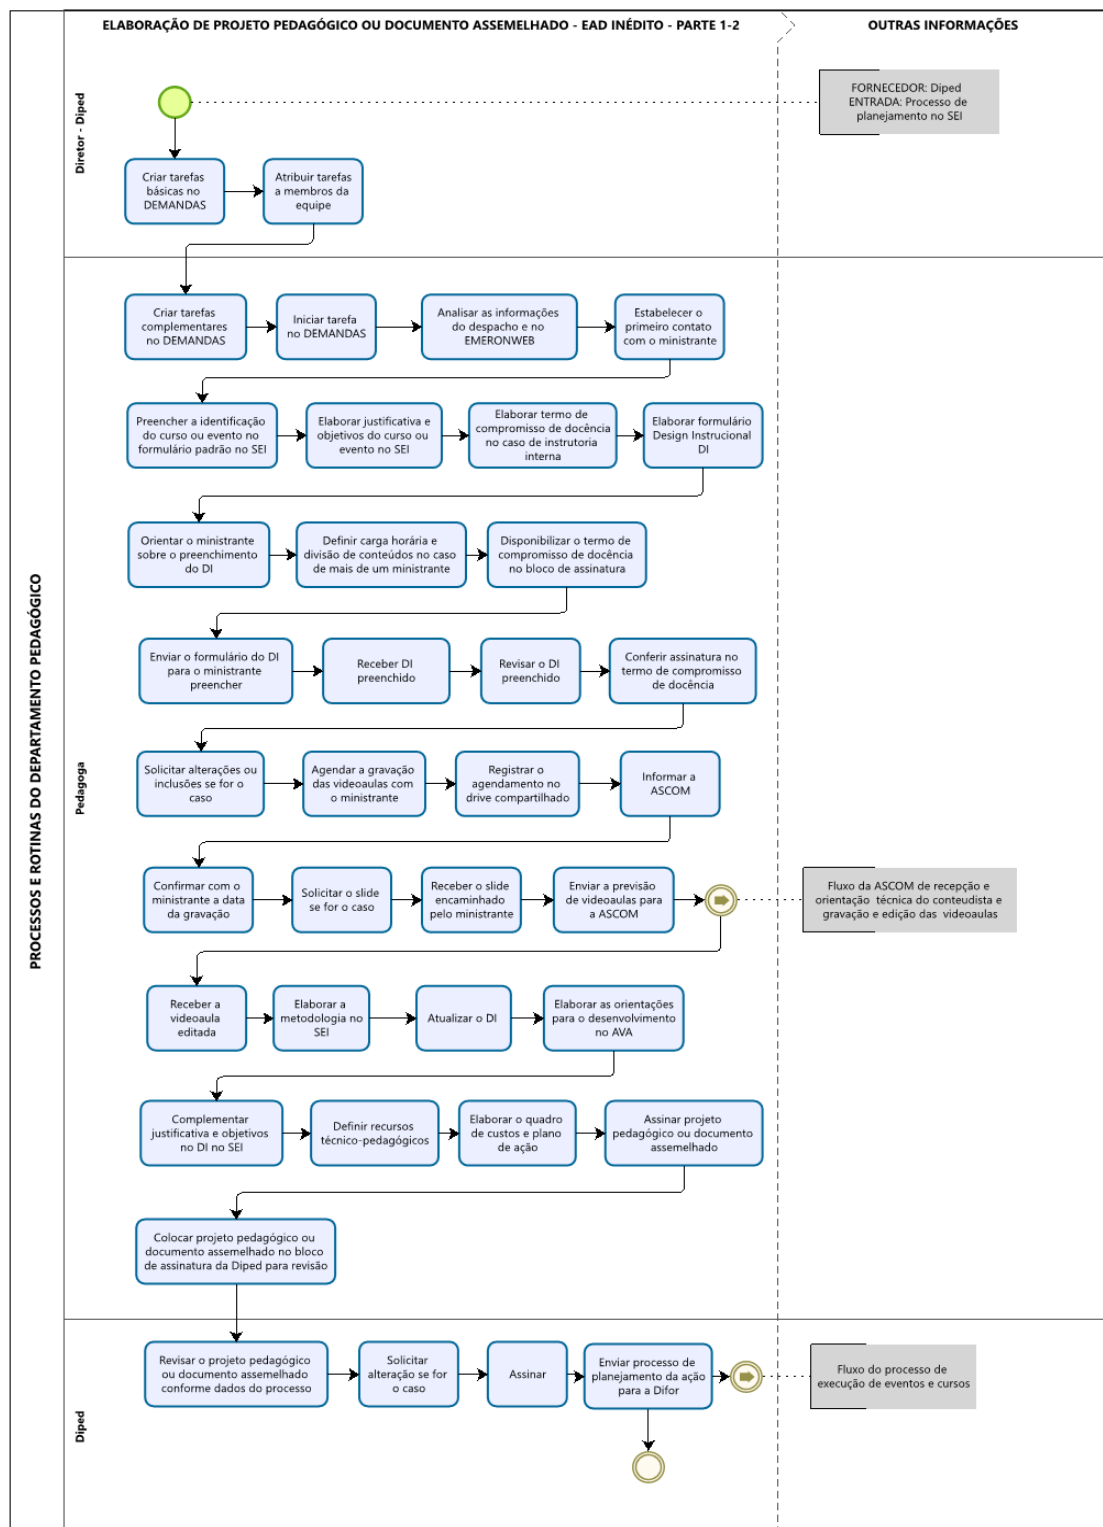 ELABORAÇÃO DE PROJETO PEDAGÓGICO OU DOCUMENTO ASSEMELHADO - EAD INÉDITO - PARTE 1-2
OUTRAS INFORMAÇÕES
PROCESSOS E ROTINAS DO DEPARTAMENTO PEDAGÓGICO
Diretor - Diped
FORNECEDOR: Diped
ENTRADA: Processo de
planejamento no SEI
Criar tarefas
básicas no
DEMANDAS
Atribuir tarefas
a membros da
equipe
Pedagoga
Criar tarefas
complementares
no DEMANDAS
Iniciar tarefa
no DEMANDAS
Analisar as informações
do despacho e no
EMERONWEB
Estabelecer o
primeiro contato
com o ministrante
Preencher a identificação
do curso ou evento no
formulário padrão no SEI
Elaborar justificativa e
objetivos do curso ou
evento no SEI
Elaborar termo de
compromisso de docência
no caso de instrutoria
interna
Elaborar formulário
Design Instrucional
DI
Orientar o ministrante
sobre o preenchimento
do DI
Definir carga horária e
divisão de conteúdos no caso
de mais de um ministrante
Disponibilizar o termo de
compromisso de docência
no bloco de assinatura
Enviar o formulário do DI
para o ministrante
preencher
Receber DI
preenchido
Revisar o DI
preenchido
Conferir assinatura no
termo de compromisso
de docência
Solicitar alterações ou
inclusões se for o
caso
Agendar a gravação
das videoaulas com
o ministrante
Registrar o
agendamento no
drive compartilhado
Informar a
ASCOM
Confirmar com o
ministrante a data
da gravação
Solicitar o slide
se for o caso
Receber o slide
encaminhado
pelo ministrante
Enviar a previsão
de videoaulas para
a ASCOM
Fluxo da ASCOM de recepção e
orientação técnica do conteudista e
gravação e edição das videoaulas
Receber a
videoaula
editada
Elaborar a
metodologia no
SEI
Atualizar o DI
Elaborar as orientações
para o desenvolvimento
no AVA
Complementar
justificativa e objetivos
no DI no SEI
Definir recursos
técnico-pedagógicos
Elaborar o quadro
de custos e plano
de ação
Assinar projeto
pedagógico ou documento
assemelhado
Colocar projeto pedagógico ou
documento assemelhado no bloco
de assinatura da Diped para revisão
Diped
Revisar o projeto pedagógico
ou documento assemelhado
conforme dados do processo
Solicitar
alteração se for
o caso
Assinar
Enviar processo de
planejamento da ação
para a Difor
Fluxo do processo de
execução de eventos e cursos